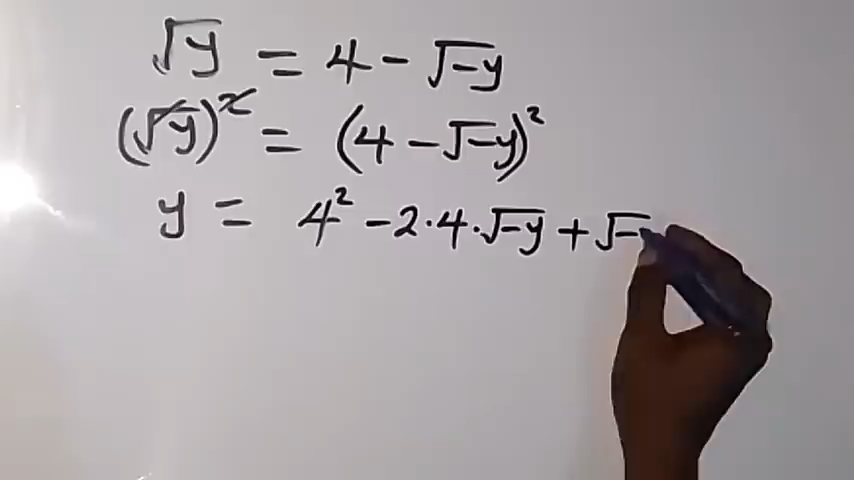 √y = 4 - √-y
(√y)² = (4 - √-y)²
y = 4² - 2·4·√-y + √-